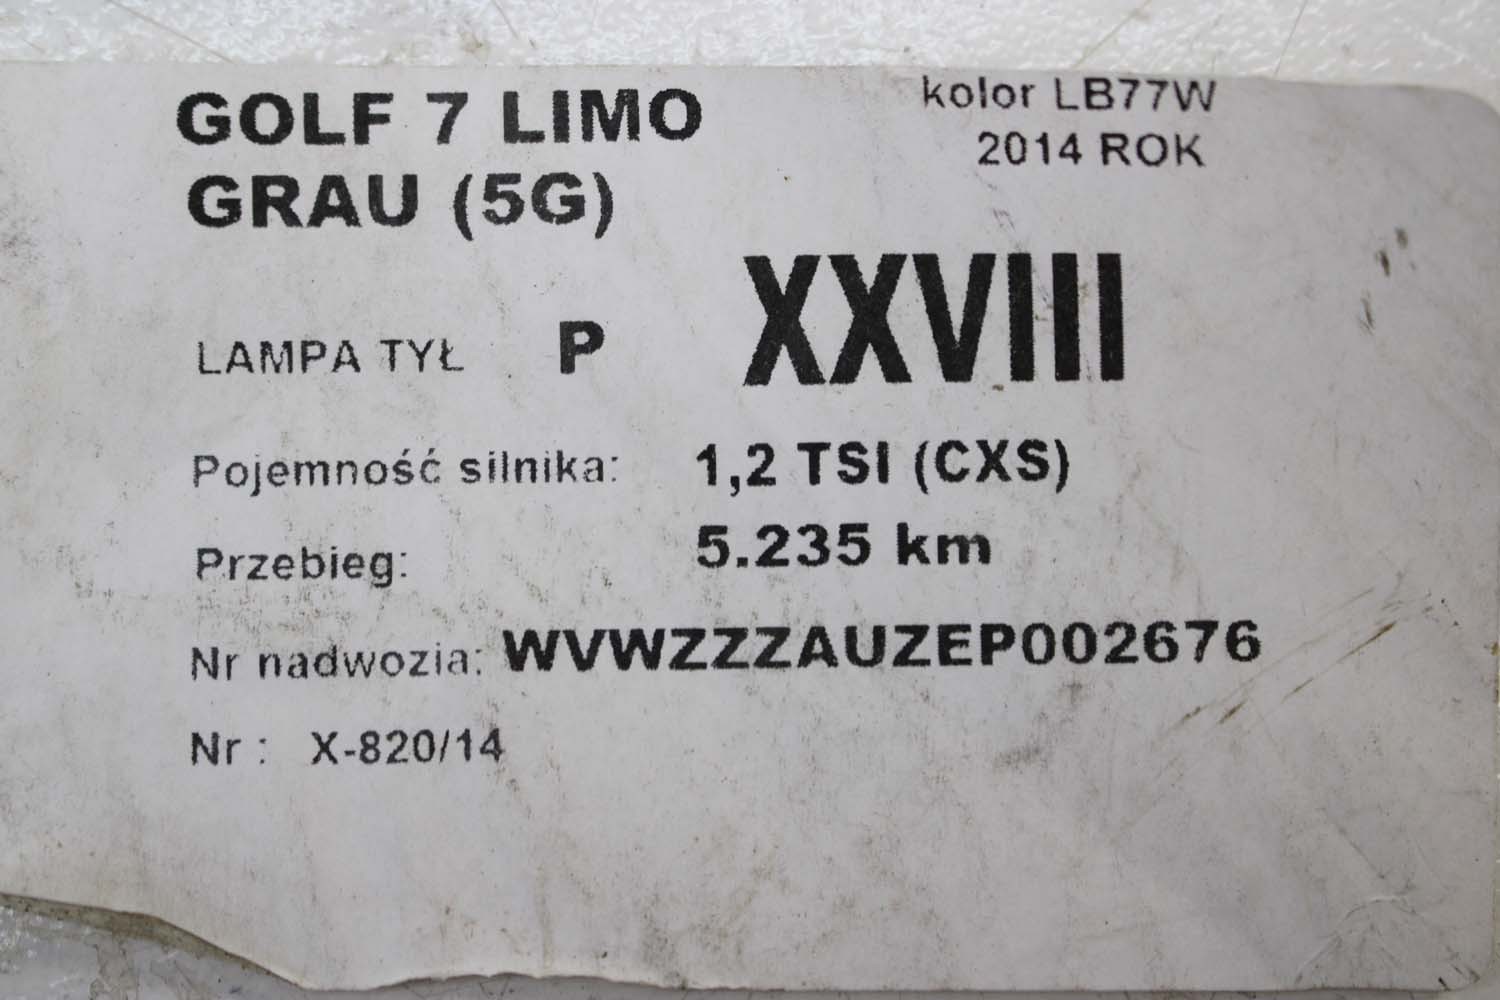 GOLF 7 LIMO
GRAU (5G)
kolor LB77W
2014 ROK
XXVIII
LAMPA TYŁ P
Pojemność silnika: 1,2 TSI (CXS)
Przebieg: 5.235 km
Nr nadwozia: WVWZZZAUZEP002676
Nr : X-820/14